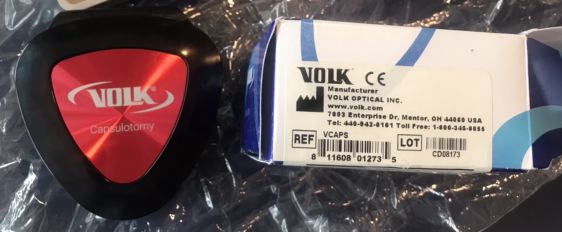 VOLK
Capsulotomy
VOLK CE
Manufacturer
VOLK OPTICAL INC.
www.volk.com
7893 Enterprise Dr, Mentor, OH 44060 USA
Tel: 440-942-6161 Toll Free: 1-800-345-8655
REF VCAPS
LOT
CD08173
8 11608 01273 5